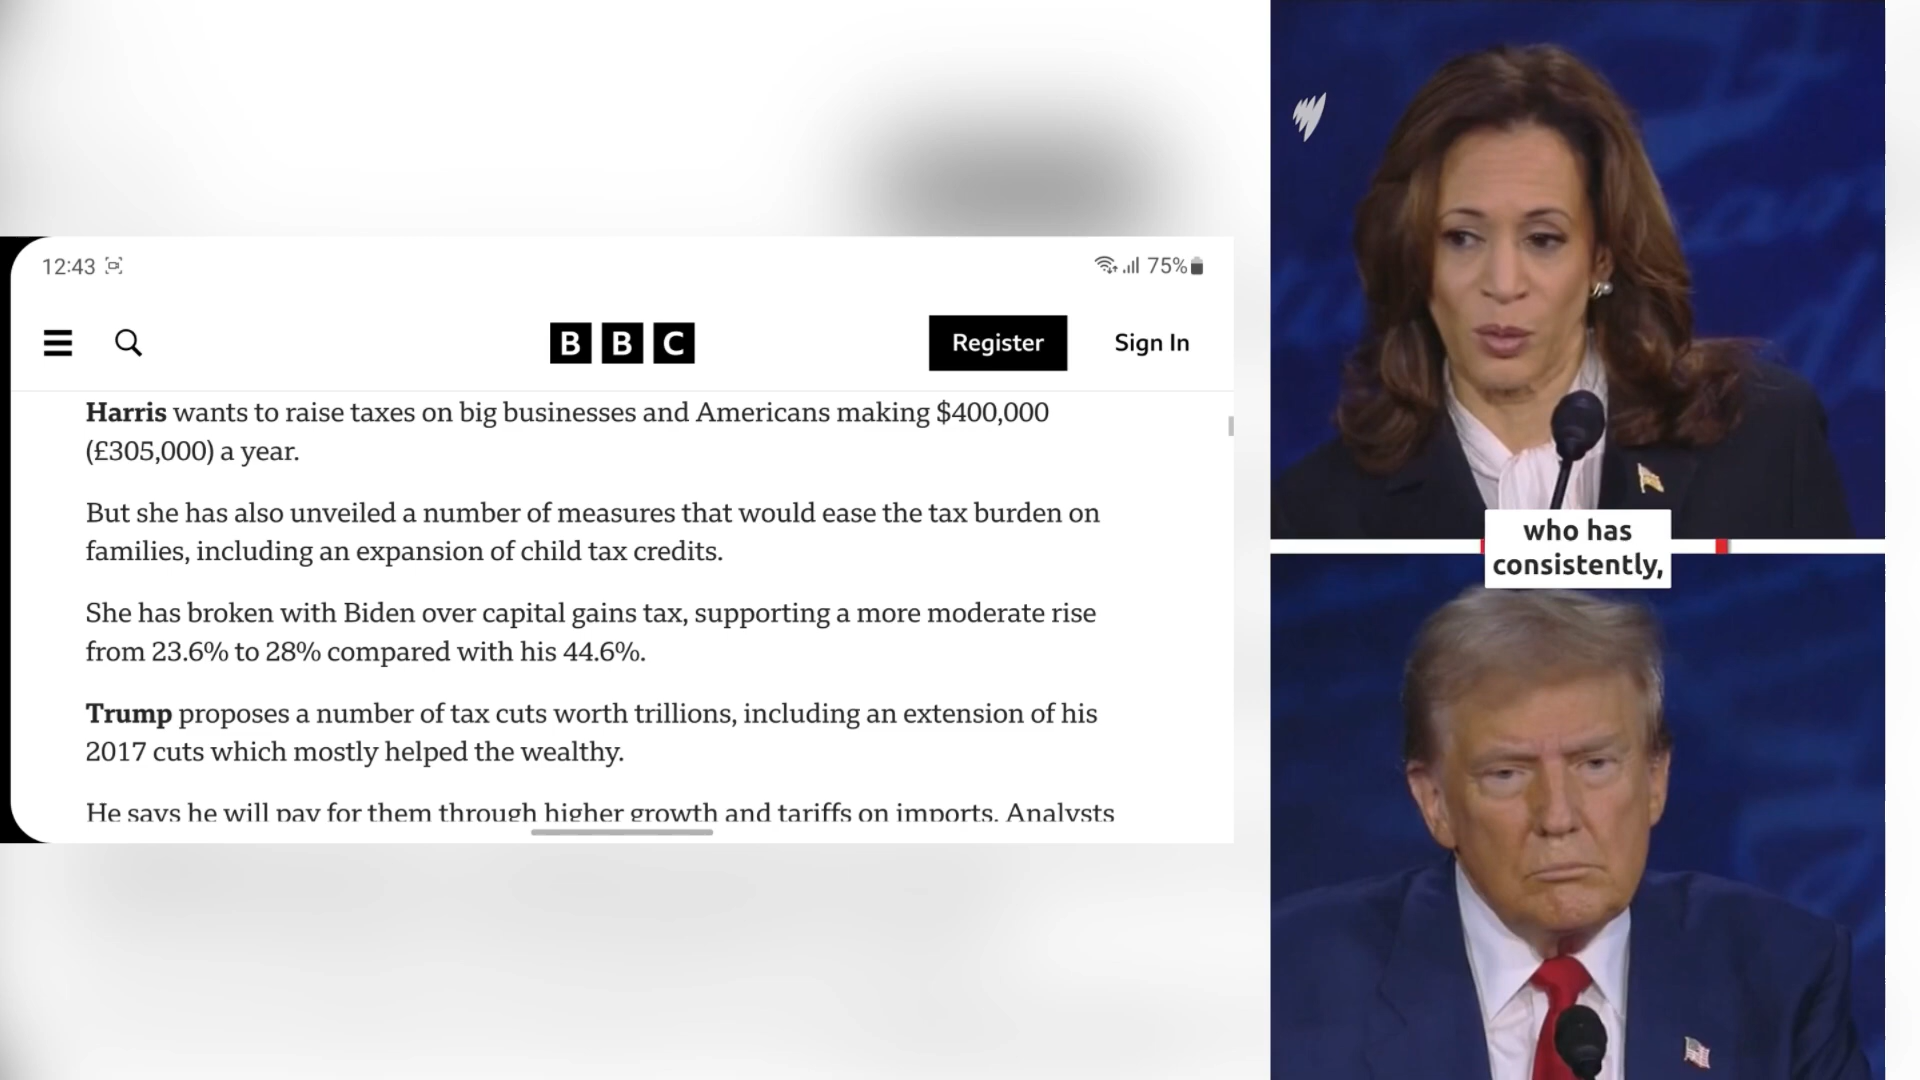 12:43
75%
BBC
Register
Sign In
Harris wants to raise taxes on big businesses and Americans making $400,000
(£305,000) a year.
But she has also unveiled a number of measures that would ease the tax burden on
families, including an expansion of child tax credits.
She has broken with Biden over capital gains tax, supporting a more moderate rise
from 23.6% to 28% compared with his 44.6%.
Trump proposes a number of tax cuts worth trillions, including an extension of his
2017 cuts which mostly helped the wealthy.
He says he will pay for them through higher growth and tariffs on imports. Analysts
who has
consistently,